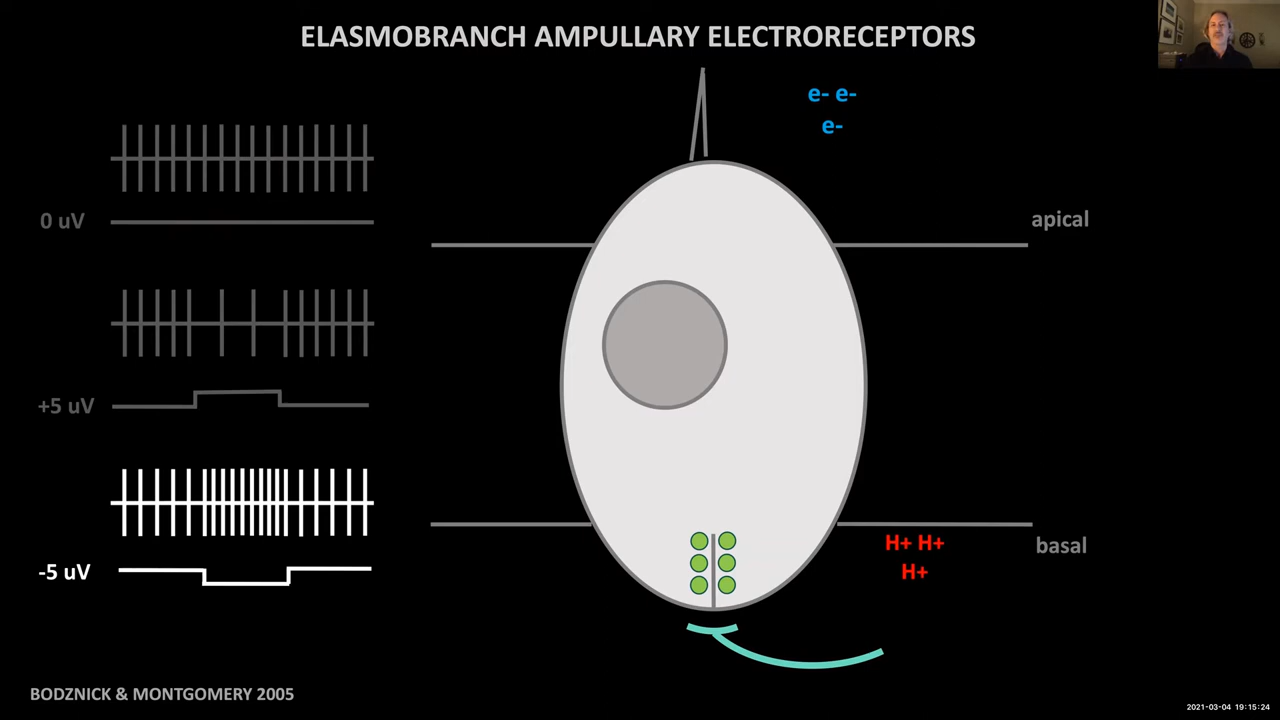 ELASMOBRANCH AMPULLARY ELECTRORECEPTORS
e- e-
e-
0 uV
apical
+5 uV
-5 uV
H+ H+
H+
basal
BODZNICK & MONTGOMERY 2005
2021-03-04 19:15:24